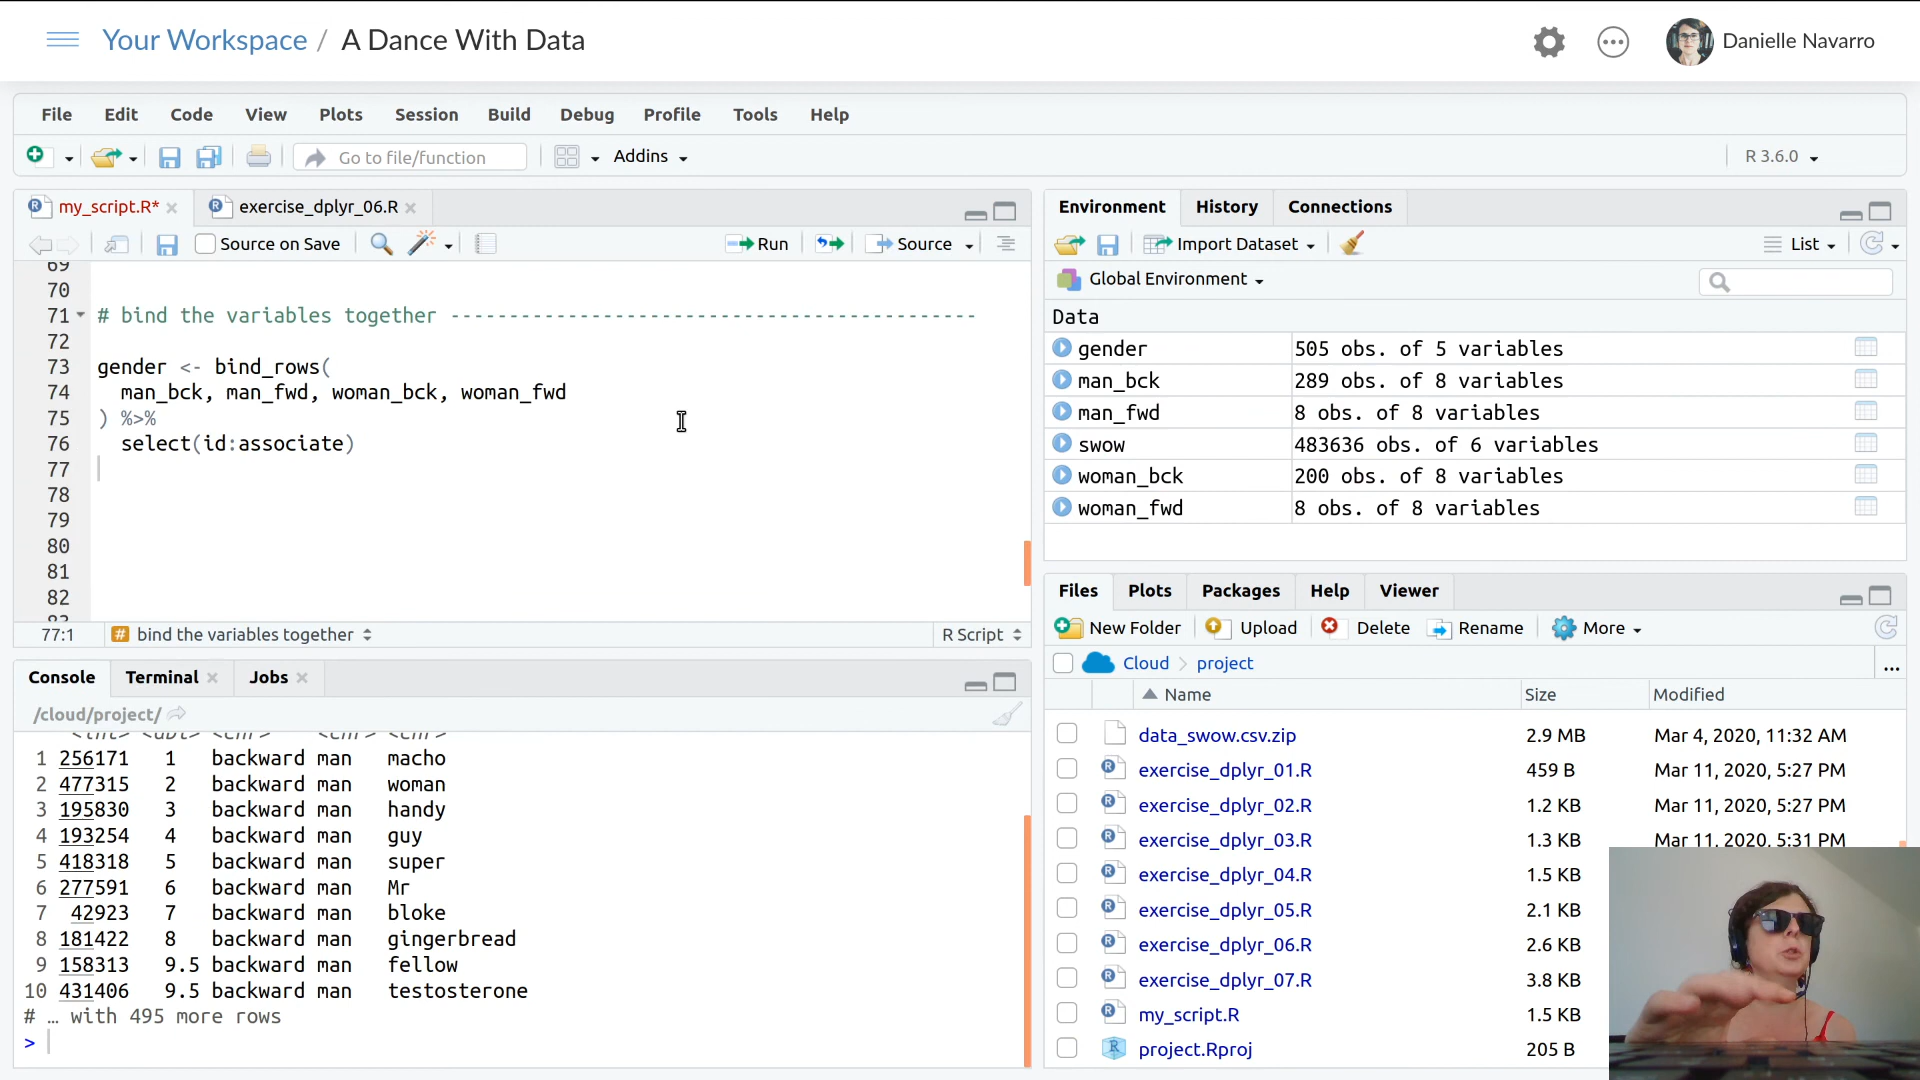 Your Workspace / A Dance With Data
Danielle Navarro
File Edit Code View Plots Session Build Debug Profile Tools Help
Go to file/function
Addins
R 3.6.0
my_script.R*
exercise_dplyr_06.R
Source on Save
Run
Source
69
70
71 # bind the variables together ---------------------------------------------
72
73 gender <- bind_rows(
74 man_bck, man_fwd, woman_bck, woman_fwd
75 ) %>%
76 select(id:associate)
77
78
79
80
81
82
83
77:1
# bind the variables together
R Script
Console Terminal Jobs
/cloud/project/
<int> <dbl> <chr> <chr> <chr>
1 256171 1 backward man macho
2 477315 2 backward man woman
3 195830 3 backward man handy
4 193254 4 backward man guy
5 418318 5 backward man super
6 277591 6 backward man Mr
7 42923 7 backward man bloke
8 181422 8 backward man gingerbread
9 158313 9.5 backward man fellow
10 431406 9.5 backward man testosterone
# … with 495 more rows
>
Environment History Connections
Import Dataset
List
Global Environment
Data
gender 505 obs. of 5 variables
man_bck 289 obs. of 8 variables
man_fwd 8 obs. of 8 variables
swow 483636 obs. of 6 variables
woman_bck 200 obs. of 8 variables
woman_fwd 8 obs. of 8 variables
Files Plots Packages Help Viewer
New Folder Upload Delete Rename More
Cloud project ...
Name Size Modified
data_swow.csv.zip 2.9 MB Mar 4, 2020, 11:32 AM
exercise_dplyr_01.R 459 B Mar 11, 2020, 5:27 PM
exercise_dplyr_02.R 1.2 KB Mar 11, 2020, 5:27 PM
exercise_dplyr_03.R 1.3 KB Mar 11, 2020, 5:31 PM
exercise_dplyr_04.R 1.5 KB
exercise_dplyr_05.R 2.1 KB
exercise_dplyr_06.R 2.6 KB
exercise_dplyr_07.R 3.8 KB
my_script.R 1.5 KB
project.Rproj 205 B